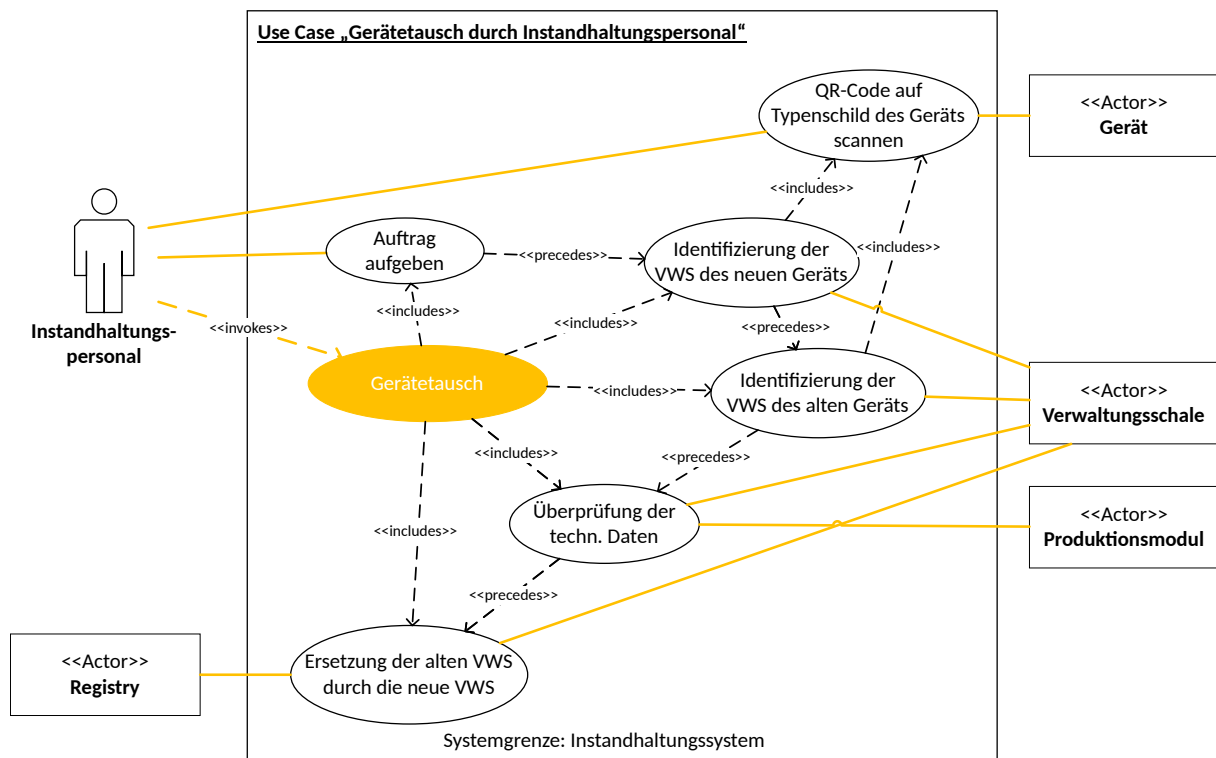 Use Case „Gerätetausch durch Instandhaltungspersonal“
QR-Code auf
Typenschild des Geräts
scannen
<<Actor>>
Gerät
<<includes>>
Auftrag
aufgeben
<<precedes>>
Identifizierung der
VWS des neuen Geräts
<<includes>>
Instandhaltungs-
personal
<<invokes>>
<<includes>>
<<includes>>
<<precedes>>
Gerätetausch
<<includes>>
Identifizierung der
VWS des alten Geräts
<<Actor>>
Verwaltungsschale
<<includes>>
<<precedes>>
<<includes>>
Überprüfung der
techn. Daten
<<Actor>>
Produktionsmodul
<<precedes>>
<<Actor>>
Registry
Ersetzung der alten VWS
durch die neue VWS
Systemgrenze: Instandhaltungssystem